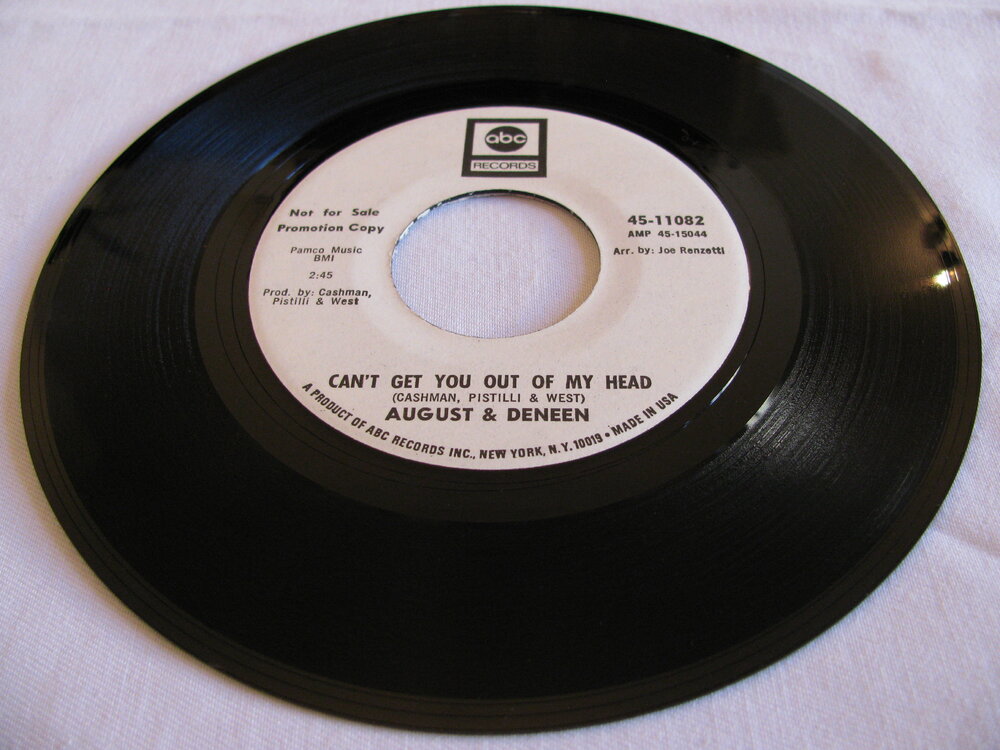 abc
RECORDS
Not for Sale
Promotion Copy
Pamco Music
BMI
2:45
Prod. by: Cashman,
Pistilli & West
45-11082
AMP 45-15044
Arr. by: Joe Renzetti
CAN'T GET YOU OUT OF MY HEAD
(CASHMAN, PISTILLI & WEST)
AUGUST & DENEEN
A PRODUCT OF ABC RECORDS INC., NEW YORK, N.Y. 10019 • MADE IN USA